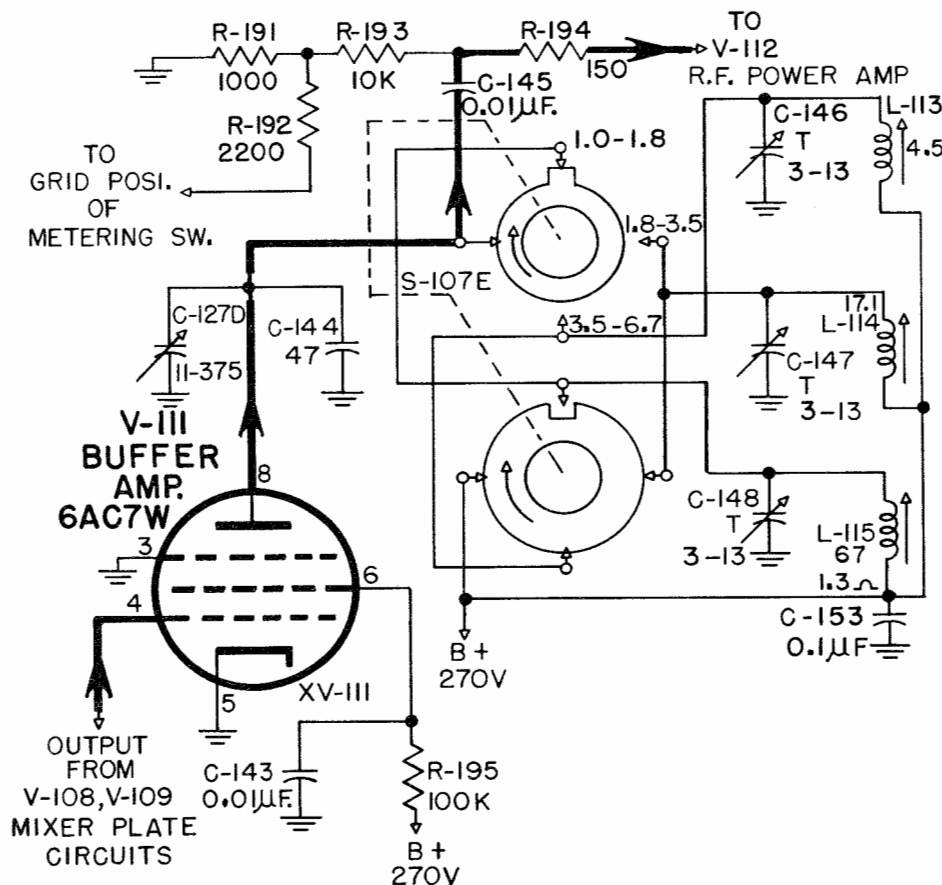 R-191
1000
R-193
10K
R-194
150
TO
V-112
R.F. POWER AMP
C-145
0.01µF.
R-192
2200
TO
GRID POSI.
OF
METERING SW.
1.0-1.8
C-146
T
3-13
L-113
4.5
1.8-3.5
S-107E
3.5-6.7
C-127D
11-375
C-144
47
17.1
L-114
C-147
T
3-13
V-111
BUFFER
AMP.
6AC7W
8
3
6
4
5
XV-111
C-148
T
3-13
L-115
67
1.3
C-153
0.1µF
B+
270V
OUTPUT
FROM
V-108, V-109
MIXER PLATE
CIRCUITS
C-143
0.01µF.
R-195
100K
B+
270V